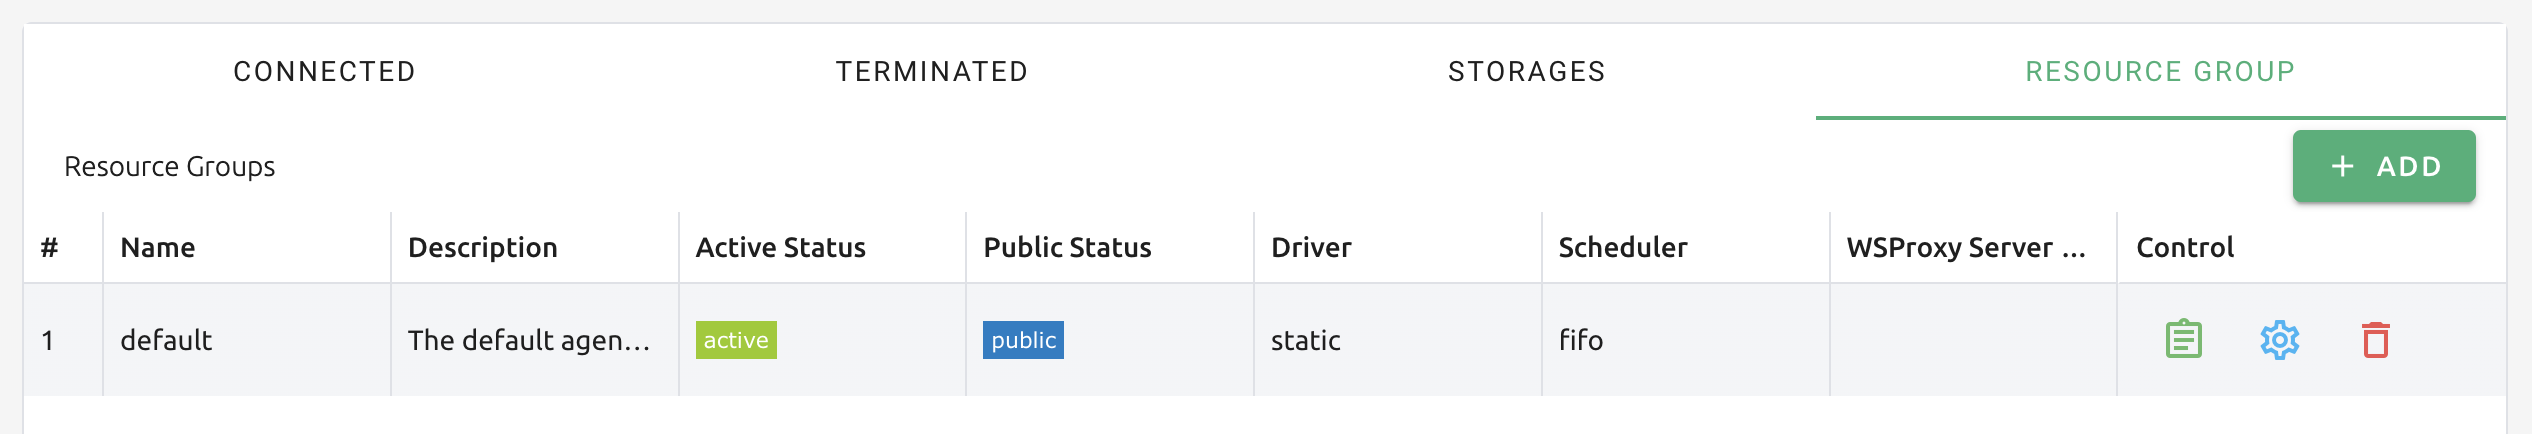 CONNECTED TERMINATED STORAGES RESOURCE GROUP
Resource Groups + ADD
# Name Description Active Status Public Status Driver Scheduler WSProxy Server ... Control
1 default The default agen... active public static fifo